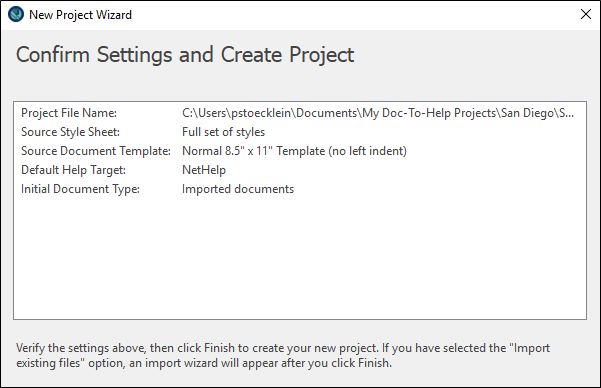 New Project Wizard
Confirm Settings and Create Project
Project File Name: C:\Users\pstoecklein\Documents\My Doc-To-Help Projects\San Diego\S...
Source Style Sheet: Full set of styles
Source Document Template: Normal 8.5" x 11" Template (no left indent)
Default Help Target: NetHelp
Initial Document Type: Imported documents
Verify the settings above, then click Finish to create your new project. If you have selected the "Import
existing files" option, an import wizard will appear after you click Finish.